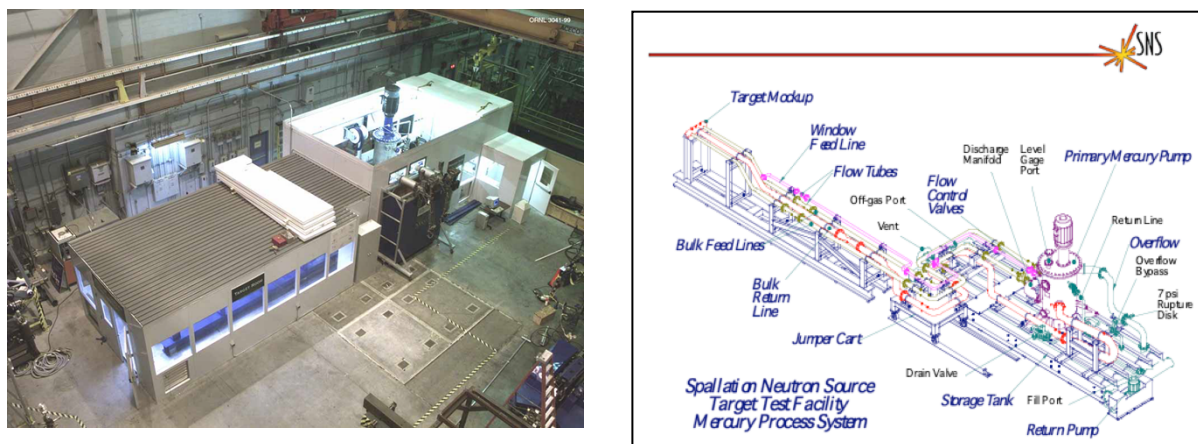 ORNL 3041-99
SNS
Target Mockup
Window
Feed Line
Flow Tubes
Off-gas Port
Vent
Bulk Feed Lines
Bulk
Return
Line
Discharge
Manifold
Level
Gage
Port
Primary Mercury Pump
Flow
Control
Valves
Return Line
Overflow
Overflow
Bypass
7 psi
Rupture
Disk
Jumper Cart
Drain Valve
Storage Tank
Fill Port
Return Pump
Spallation Neutron Source
Target Test Facility
Mercury Process System